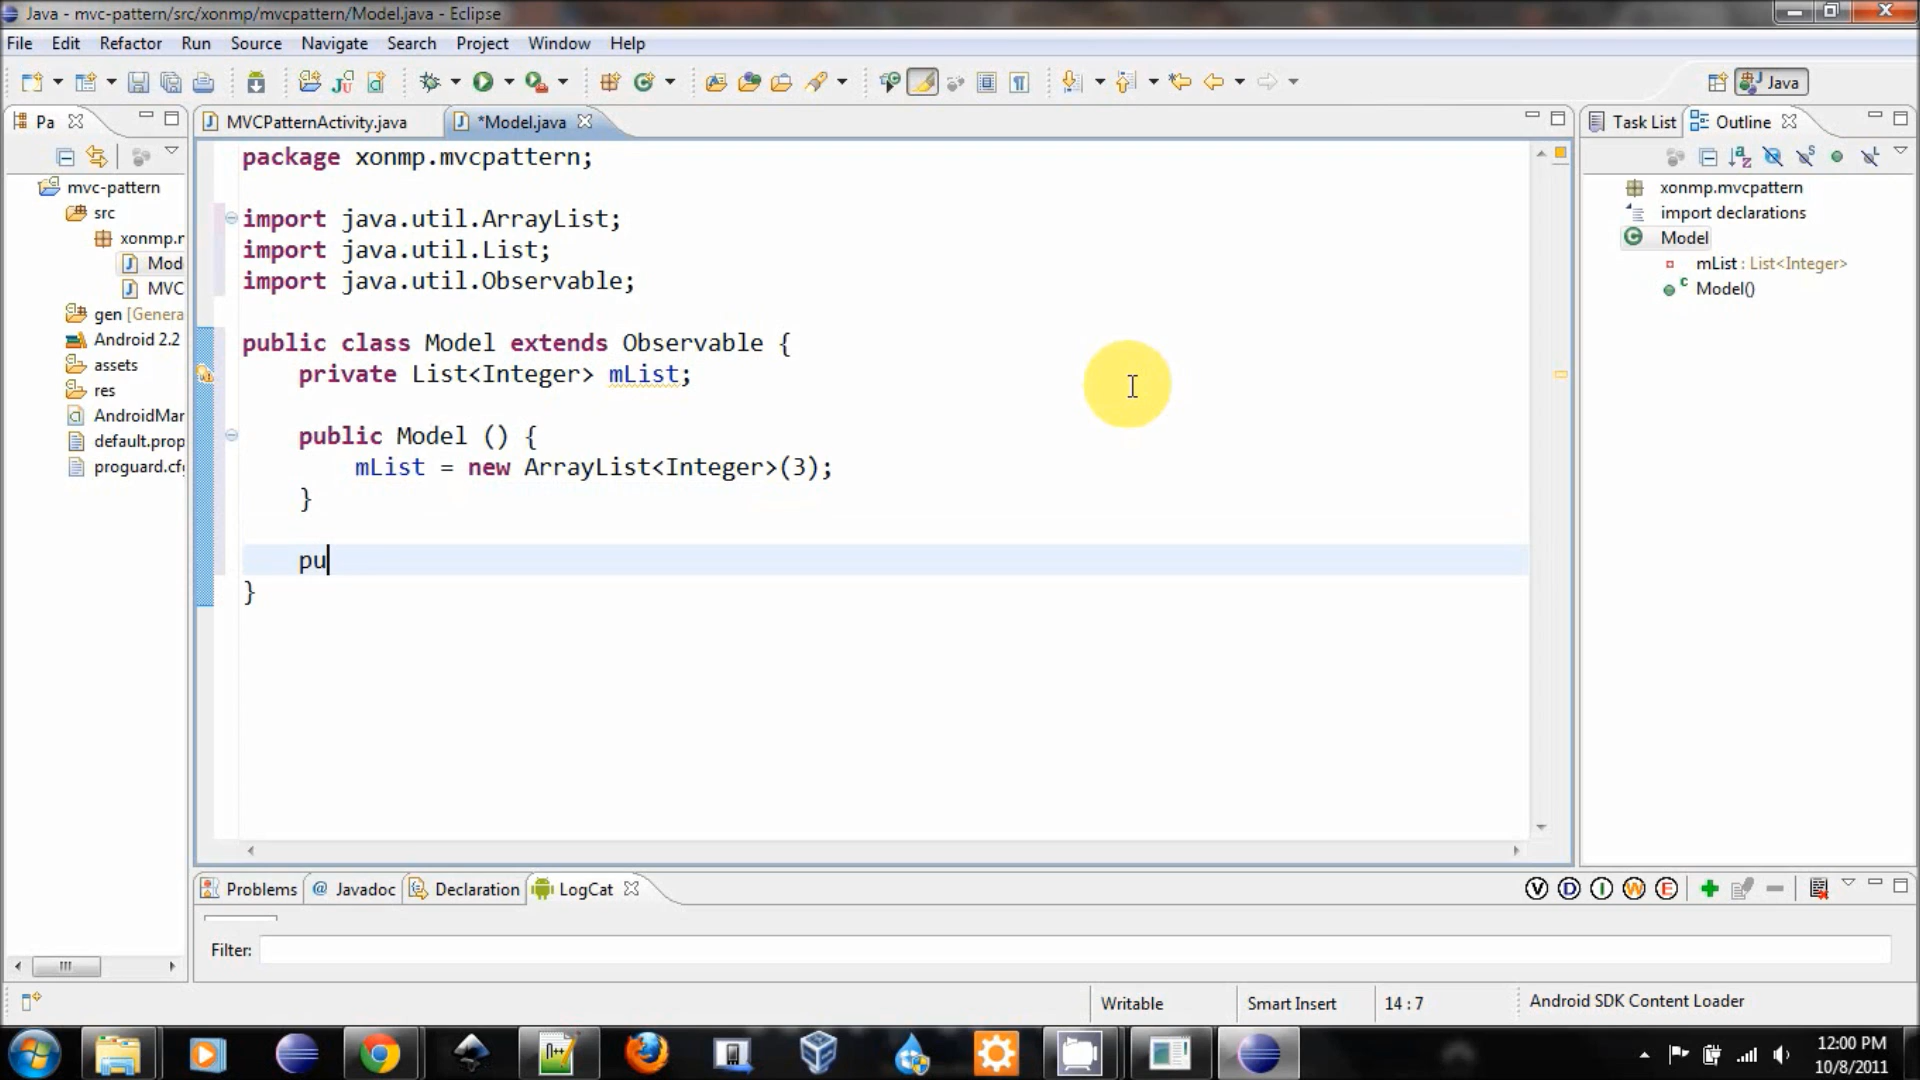 Java - mvc-pattern/src/xonmp/mvcpattern/Model.java - Eclipse
File Edit Refactor Run Source Navigate Search Project Window Help
Java
Pa
MVCPatternActivity.java
*Model.java
Task List
Outline
mvc-pattern
src
xonmp.r
Mod
MVC
gen [Genera
Android 2.2
assets
res
AndroidMar
default.prop
proguard.cf
package xonmp.mvcpattern;
import java.util.ArrayList;
import java.util.List;
import java.util.Observable;
public class Model extends Observable {
private List<Integer> mList;
public Model () {
mList = new ArrayList<Integer>(3);
}
pu
}
xonmp.mvcpattern
import declarations
Model
mList : List<Integer>
Model()
Problems
@ Javadoc
Declaration
LogCat
V D I W E
Filter:
Writable
Smart Insert
14 : 7
Android SDK Content Loader
12:00 PM
10/8/2011